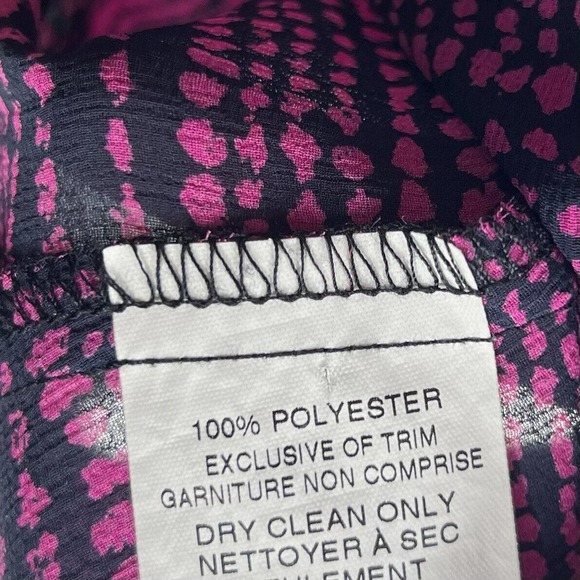 100% POLYESTER
EXCLUSIVE OF TRIM
GARNITURE NON COMPRISE
DRY CLEAN ONLY
NETTOYER À SEC